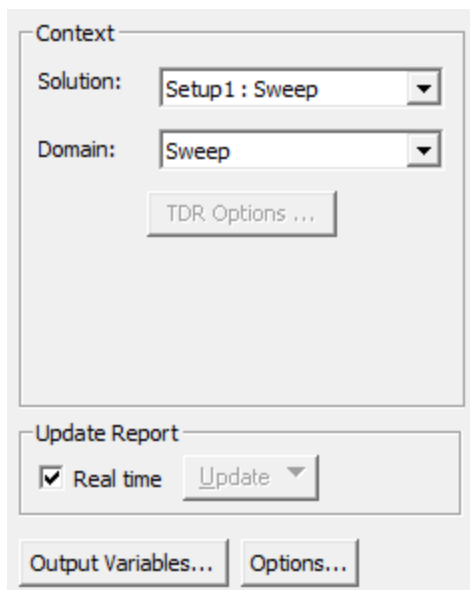 Context
Solution: Setup1 : Sweep
Domain: Sweep
TDR Options ...
Update Report
Real time Update
Output Variables... Options...